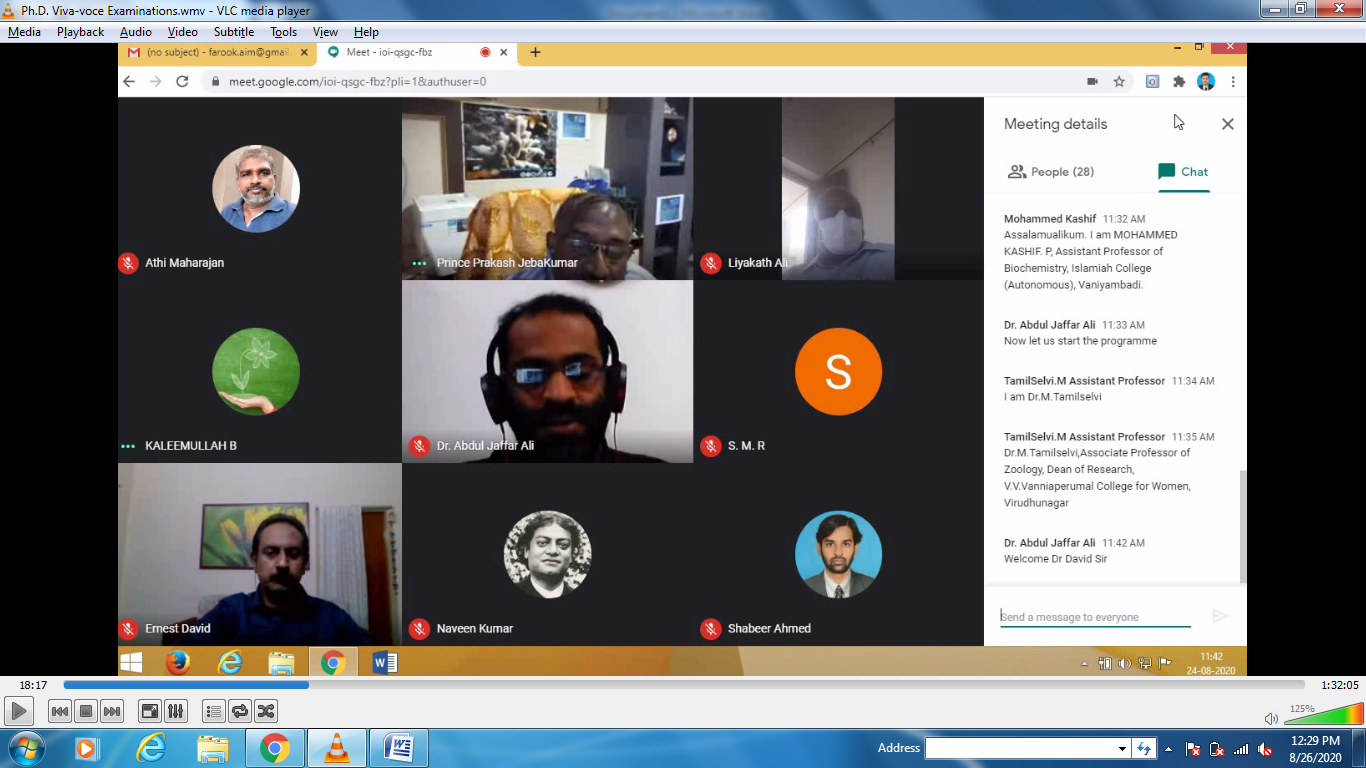 Ph.D. Viva-voce Examinations.wmv - VLC media player
Media Playback Audio Video Subtitle Tools View Help
(no subject) - farook.aim@gmai
Meet - ioi-qsgc-fbz
meet.google.com/ioi-qsgc-fbz?pli=1&authuser=0
Athi Maharajan
Prince Prakash JebaKumar
Liyakath Ali
KALEEMULLAH B
Dr. Abdul Jaffar Ali
S
S. M. R
Ernest David
Naveen Kumar
Shabeer Ahmed
Meeting details
People (28)
Chat
Mohammed Kashif 11:32 AM
Assalamualikum. I am MOHAMMED
KASHIF. P, Assistant Professor of
Biochemistry, Islamiah College
(Autonomous), Vaniyambadi.
Dr. Abdul Jaffar Ali 11:33 AM
Now let us start the programme
TamilSelvi.M Assistant Professor 11:34 AM
I am Dr.M.Tamilselvi
TamilSelvi.M Assistant Professor 11:35 AM
Dr.M.Tamilselvi,Associate Professor of
Zoology, Dean of Research,
V.V.Vanniaperumal College for Women,
Virudhunagar
Dr. Abdul Jaffar Ali 11:42 AM
Welcome Dr David Sir
Send a message to everyone
11:42
24-08-2020
18:17
1:32:05
125%
Address
12:29 PM
8/26/2020